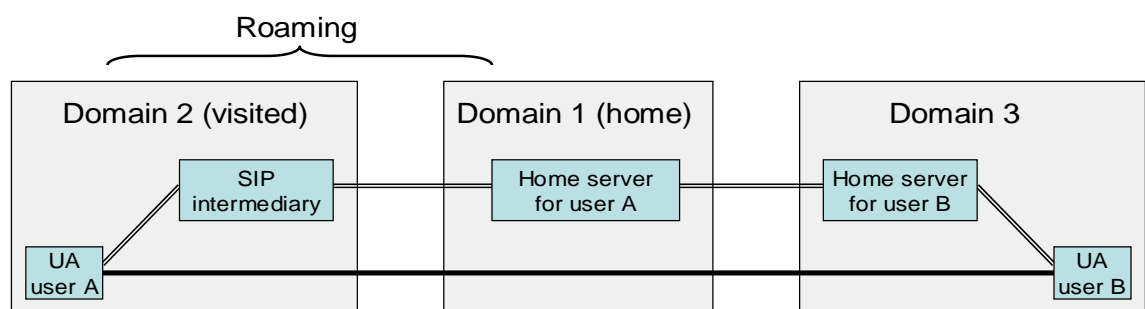 Roaming
Domain 2 (visited)
Domain 1 (home)
Domain 3
SIP
intermediary
Home server
for user A
Home server
for user B
UA
user A
UA
user B